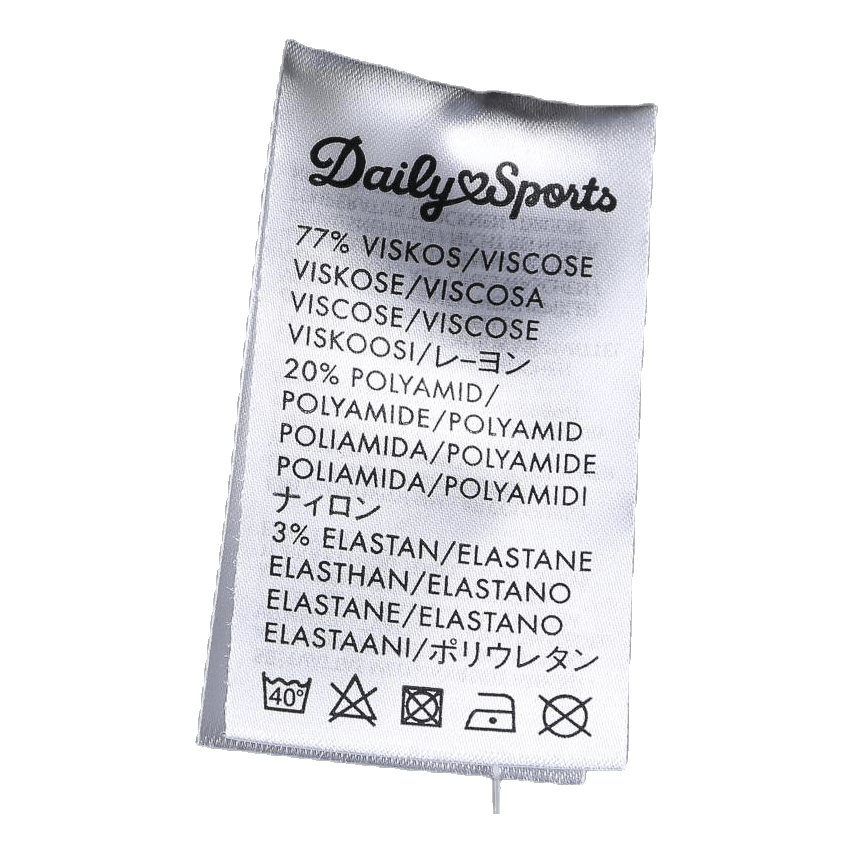 Daily Sports
77% VISKOS/VISCOSE
VISKOSE/VISCOSA
VISCOSE/VISCOSE
VISKOOSI/レーヨン
20% POLYAMID/
POLYAMIDE/POLYAMID
POLIAMIDA/POLYAMIDE
POLIAMIDA/POLYAMIDI
ナイロン
3% ELASTAN/ELASTANE
ELASTHAN/ELASTANO
ELASTANE/ELASTANO
ELASTAANI/ポリウレタン
40°